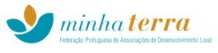 minha terra
Federação Portuguesa de Associações de Desenvolvimento Local